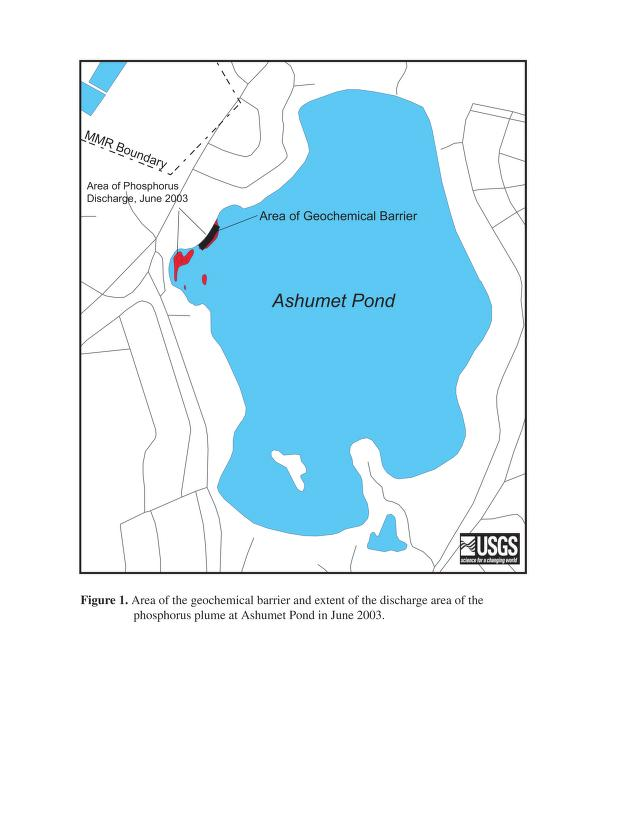 MMR Boundary
Area of Phosphorus
Discharge, June 2003
Area of Geochemical Barrier
Ashumet Pond
USGS
science for a changing world
Figure 1. Area of the geochemical barrier and extent of the discharge area of the
phosphorus plume at Ashumet Pond in June 2003.